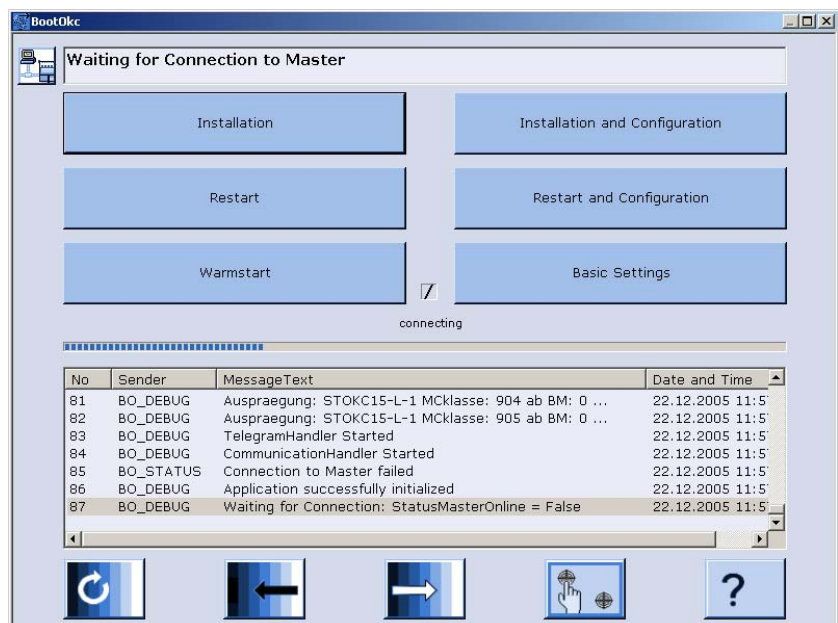 BootOkc
Waiting for Connection to Master
Installation
Installation and Configuration
Restart
Restart and Configuration
Warmstart
Basic Settings
connecting
No Sender MessageText Date and Time
81 BO_DEBUG Auspraegung: STOKC15-L-1 MCklasse: 904 ab BM: 0 ... 22.12.2005 11:5
82 BO_DEBUG Auspraegung: STOKC15-L-1 MCklasse: 905 ab BM: 0 ... 22.12.2005 11:5
83 BO_DEBUG TelegramHandler Started 22.12.2005 11:5
84 BO_DEBUG CommunicationHandler Started 22.12.2005 11:5
85 BO_STATUS Connection to Master failed 22.12.2005 11:5
86 BO_DEBUG Application successfully initialized 22.12.2005 11:5
87 BO_DEBUG Waiting for Connection: StatusMasterOnline = False 22.12.2005 11:5
?